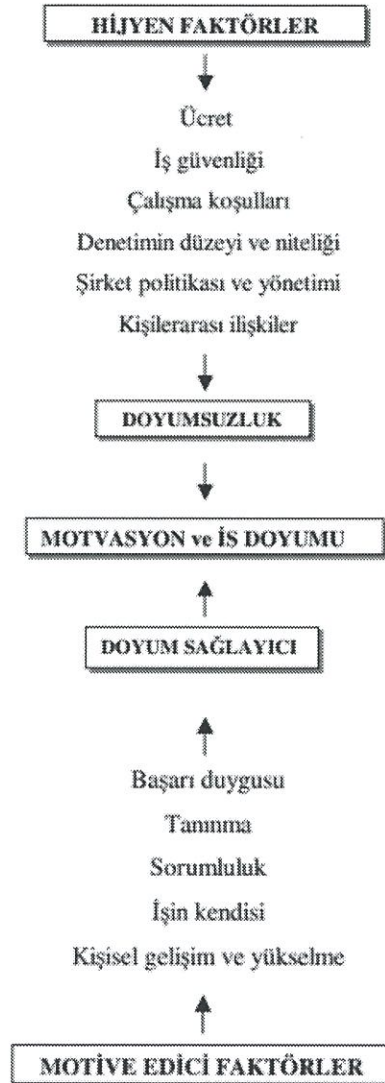 HİJYEN FAKTÖRLER
Ücret
İş güvenliği
Çalışma koşulları
Denetimin düzeyi ve niteliği
Şirket politikası ve yönetimi
Kişilerarası ilişkiler
DOYUMSUZLUK
MOTVASYON ve İS DOYUMU
DOYUM SAĞLAYICI
Başarı duygusu
Tanınma
Sorumluluk
İşin kendisi
Kişisel gelişim ve yükselme
MOTİVE EDİCİ FAKTÖRLER